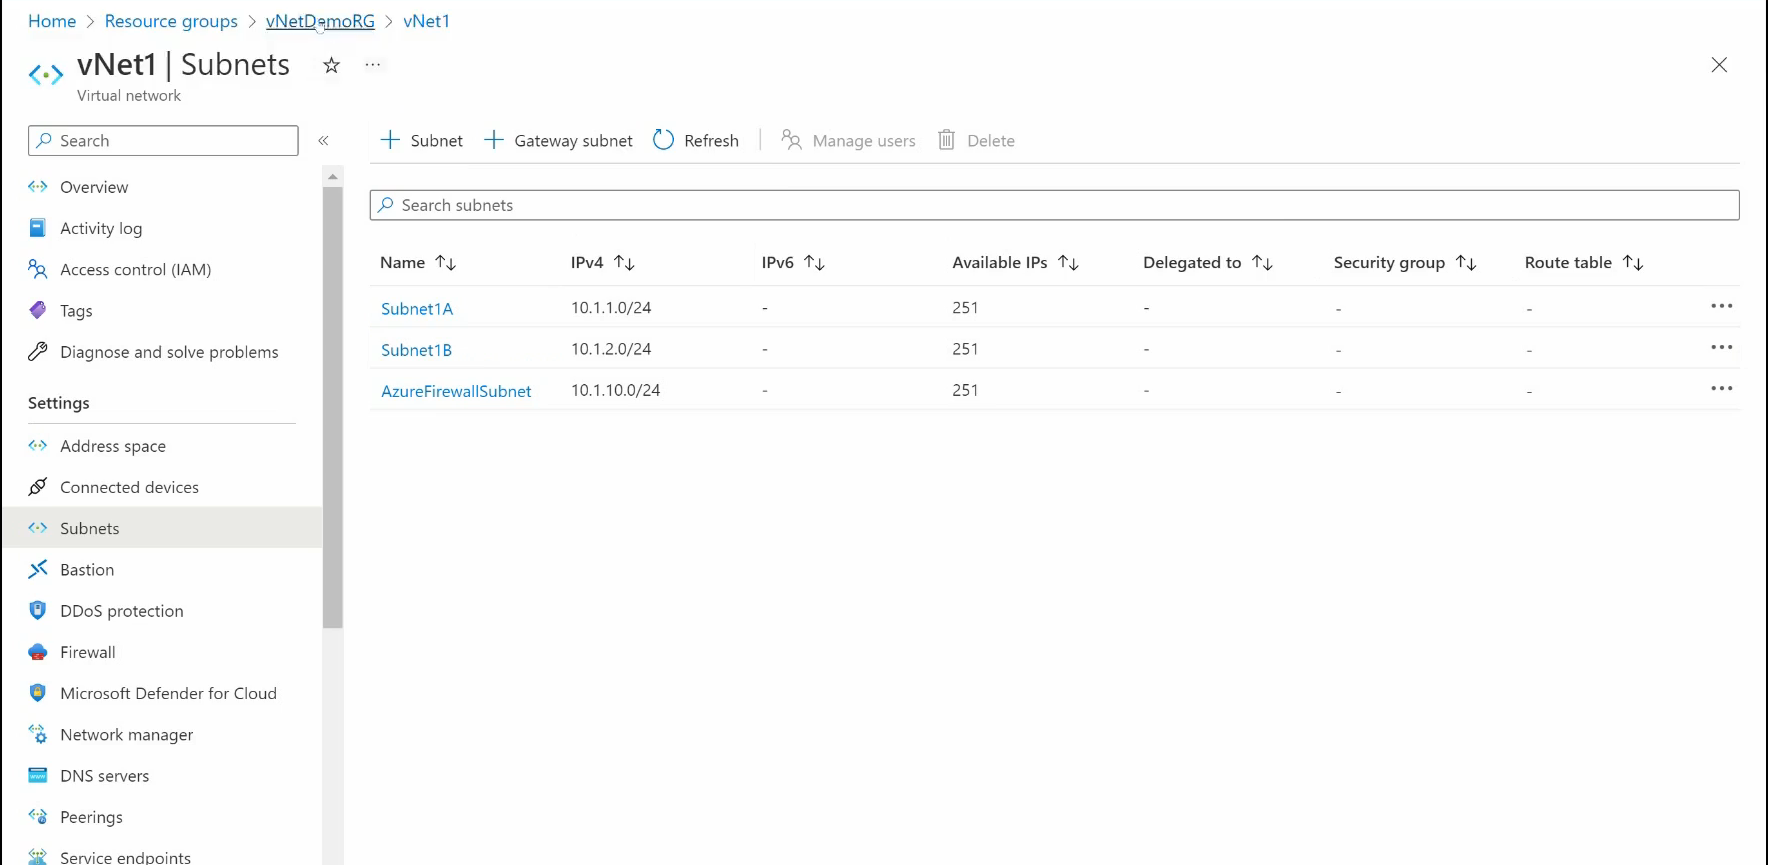 Home > Resource groups > vNetDemoRG > vNet1
vNet1 | Subnets
Virtual network
Search
Subnet
Gateway subnet
Refresh
Manage users
Delete
Overview
Activity log
Access control (IAM)
Tags
Diagnose and solve problems
Settings
Address space
Connected devices
Subnets
Bastion
DDoS protection
Firewall
Microsoft Defender for Cloud
Network manager
DNS servers
Peerings
Service endpoints
Search subnets
Name IPv4 IPv6 Available IPs Delegated to Security group Route table
Subnet1A 10.1.1.0/24 - 251 - - -
Subnet1B 10.1.2.0/24 - 251 - - -
AzureFirewallSubnet 10.1.10.0/24 - 251 - - -